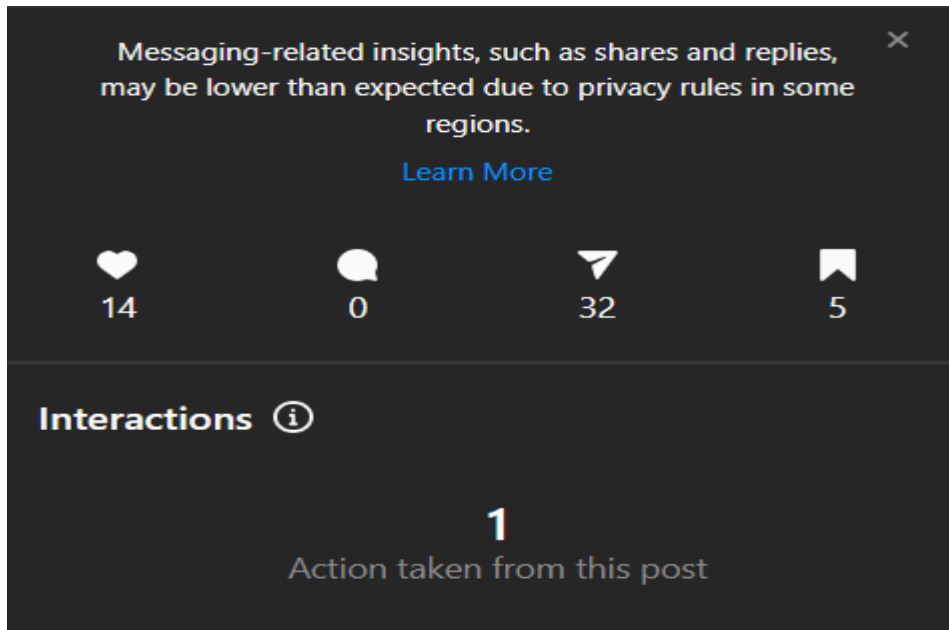 Messaging-related insights, such as shares and replies,
may be lower than expected due to privacy rules in some
regions.
Learn More
14 0 32 5
Interactions
1
Action taken from this post